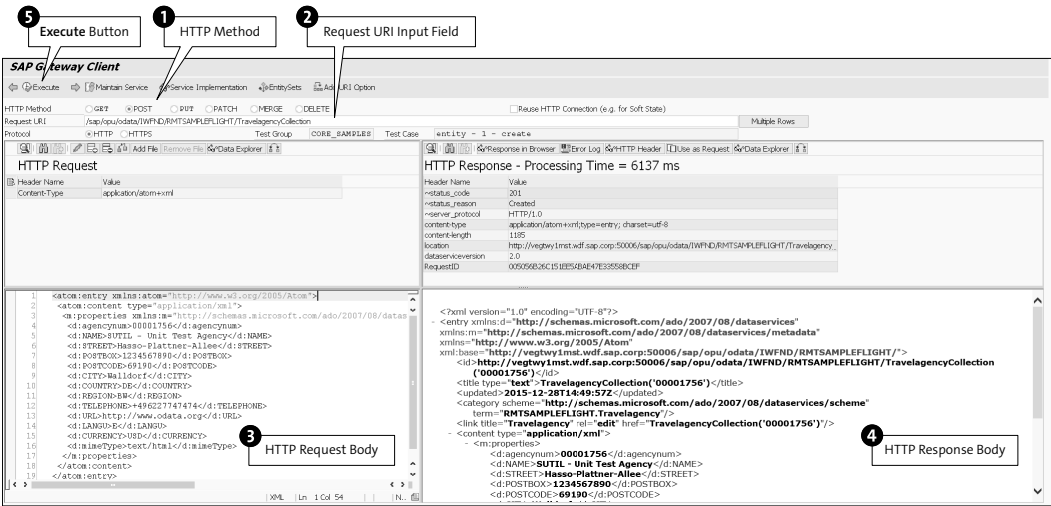 5 Execute Button
1 HTTP Method
2 Request URI Input Field
SAP Gateway Client
Execute Maintain Service Service Implementation EntitySets Add URI Option
HTTP Method GET POST PUT PATCH MERGE DELETE Reuse HTTP Connection (e.g. for Soft State)
Request URI /sap/opu/odata/IWFND/RMTSAMPLEFLIGHT/TravelagencyCollection Multiple Rows
Protocol HTTP HTTPS Test Group CORE_SAMPLES Test Case entity - 1 - create
Add File Remove File Data Explorer
HTTP Request
Header Name Value
Content-Type application/atom+xml
Response in Browser Error Log HTTP Header Use as Request Data Explorer
HTTP Response - Processing Time = 6137 ms
Header Name Value
~status_code 201
~status_reason Created
~server_protocol HTTP/1.0
content-type application/atom+xml;type=entry; charset=utf-8
content-length 1185
location http://vegtwy1mst.wdf.sap.corp:50006/sap/opu/odata/IWFND/RMTSAMPLEFLIGHT/Travelagency_
dataserviceversion 2.0
RequestID
1 <atom:entry xmlns:atom="http://www.w3.org/2005/Atom">
2 <atom:content type="application/xml">
3 <m:properties xmlns:m="http://schemas.microsoft.com/ado/2007/08/datas
4 <d:agencynum>00001756</d:agencynum>
5 <d:NAME>SUTIL - Unit Test Agency</d:NAME>
6 <d:STREET>Hasso-Plattner-Allee</d:STREET>
7 <d:POSTBOX>1234567890</d:POSTBOX>
8 <d:POSTCODE>69190</d:POSTCODE>
9 <d:CITY>Walldorf</d:CITY>
10 <d:COUNTRY>DE</d:COUNTRY>
11 <d:REGION>BW</d:REGION>
12 <d:TELEPHONE>+496227747474</d:TELEPHONE>
13 <d:URL>http://www.odata.org</d:URL>
14 <d:LANGU>E</d:LANGU>
15 <d:CURRENCY>USD</d:CURRENCY>
16 <d:mimeType>text/html</d:mimeType>
17 </m:properties>
18 </atom:content>
19 </atom:entry>
3 HTTP Request Body
XML Ln 1 Col 54 N..
<?xml version="1.0" encoding="UTF-8"?>
- <entry xmlns:d="http://schemas.microsoft.com/ado/2007/08/dataservices"
xmlns:m="http://schemas.microsoft.com/ado/2007/08/dataservices/metadata"
xmlns="http://www.w3.org/2005/Atom"
xml:base="http://vegtwy1mst.wdf.sap.corp:50006/sap/opu/odata/IWFND/RMTSAMPLEFLIGHT/">
<id>http://vegtwy1mst.wdf.sap.corp:50006/sap/opu/odata/IWFND/RMTSAMPLEFLIGHT/TravelagencyCollection
('00001756')</id>
<title type="text">TravelagencyCollection('00001756')</title>
<updated>2015-12-28T14:49:57Z</updated>
<category scheme="http://schemas.microsoft.com/ado/2007/08/dataservices/scheme"
term="RMTSAMPLEFLIGHT.Travelagency"/>
<link title="Travelagency" rel="edit" href="TravelagencyCollection('00001756')"/>
- <content type="application/xml">
- <m:properties>
<d:agencynum>00001756</d:agencynum>
<d:NAME>SUTIL - Unit Test Agency</d:NAME>
<d:STREET>Hasso-Plattner-Allee</d:STREET>
<d:POSTBOX>1234567890</d:POSTBOX>
<d:POSTCODE>69190</d:POSTCODE>
4 HTTP Response Body